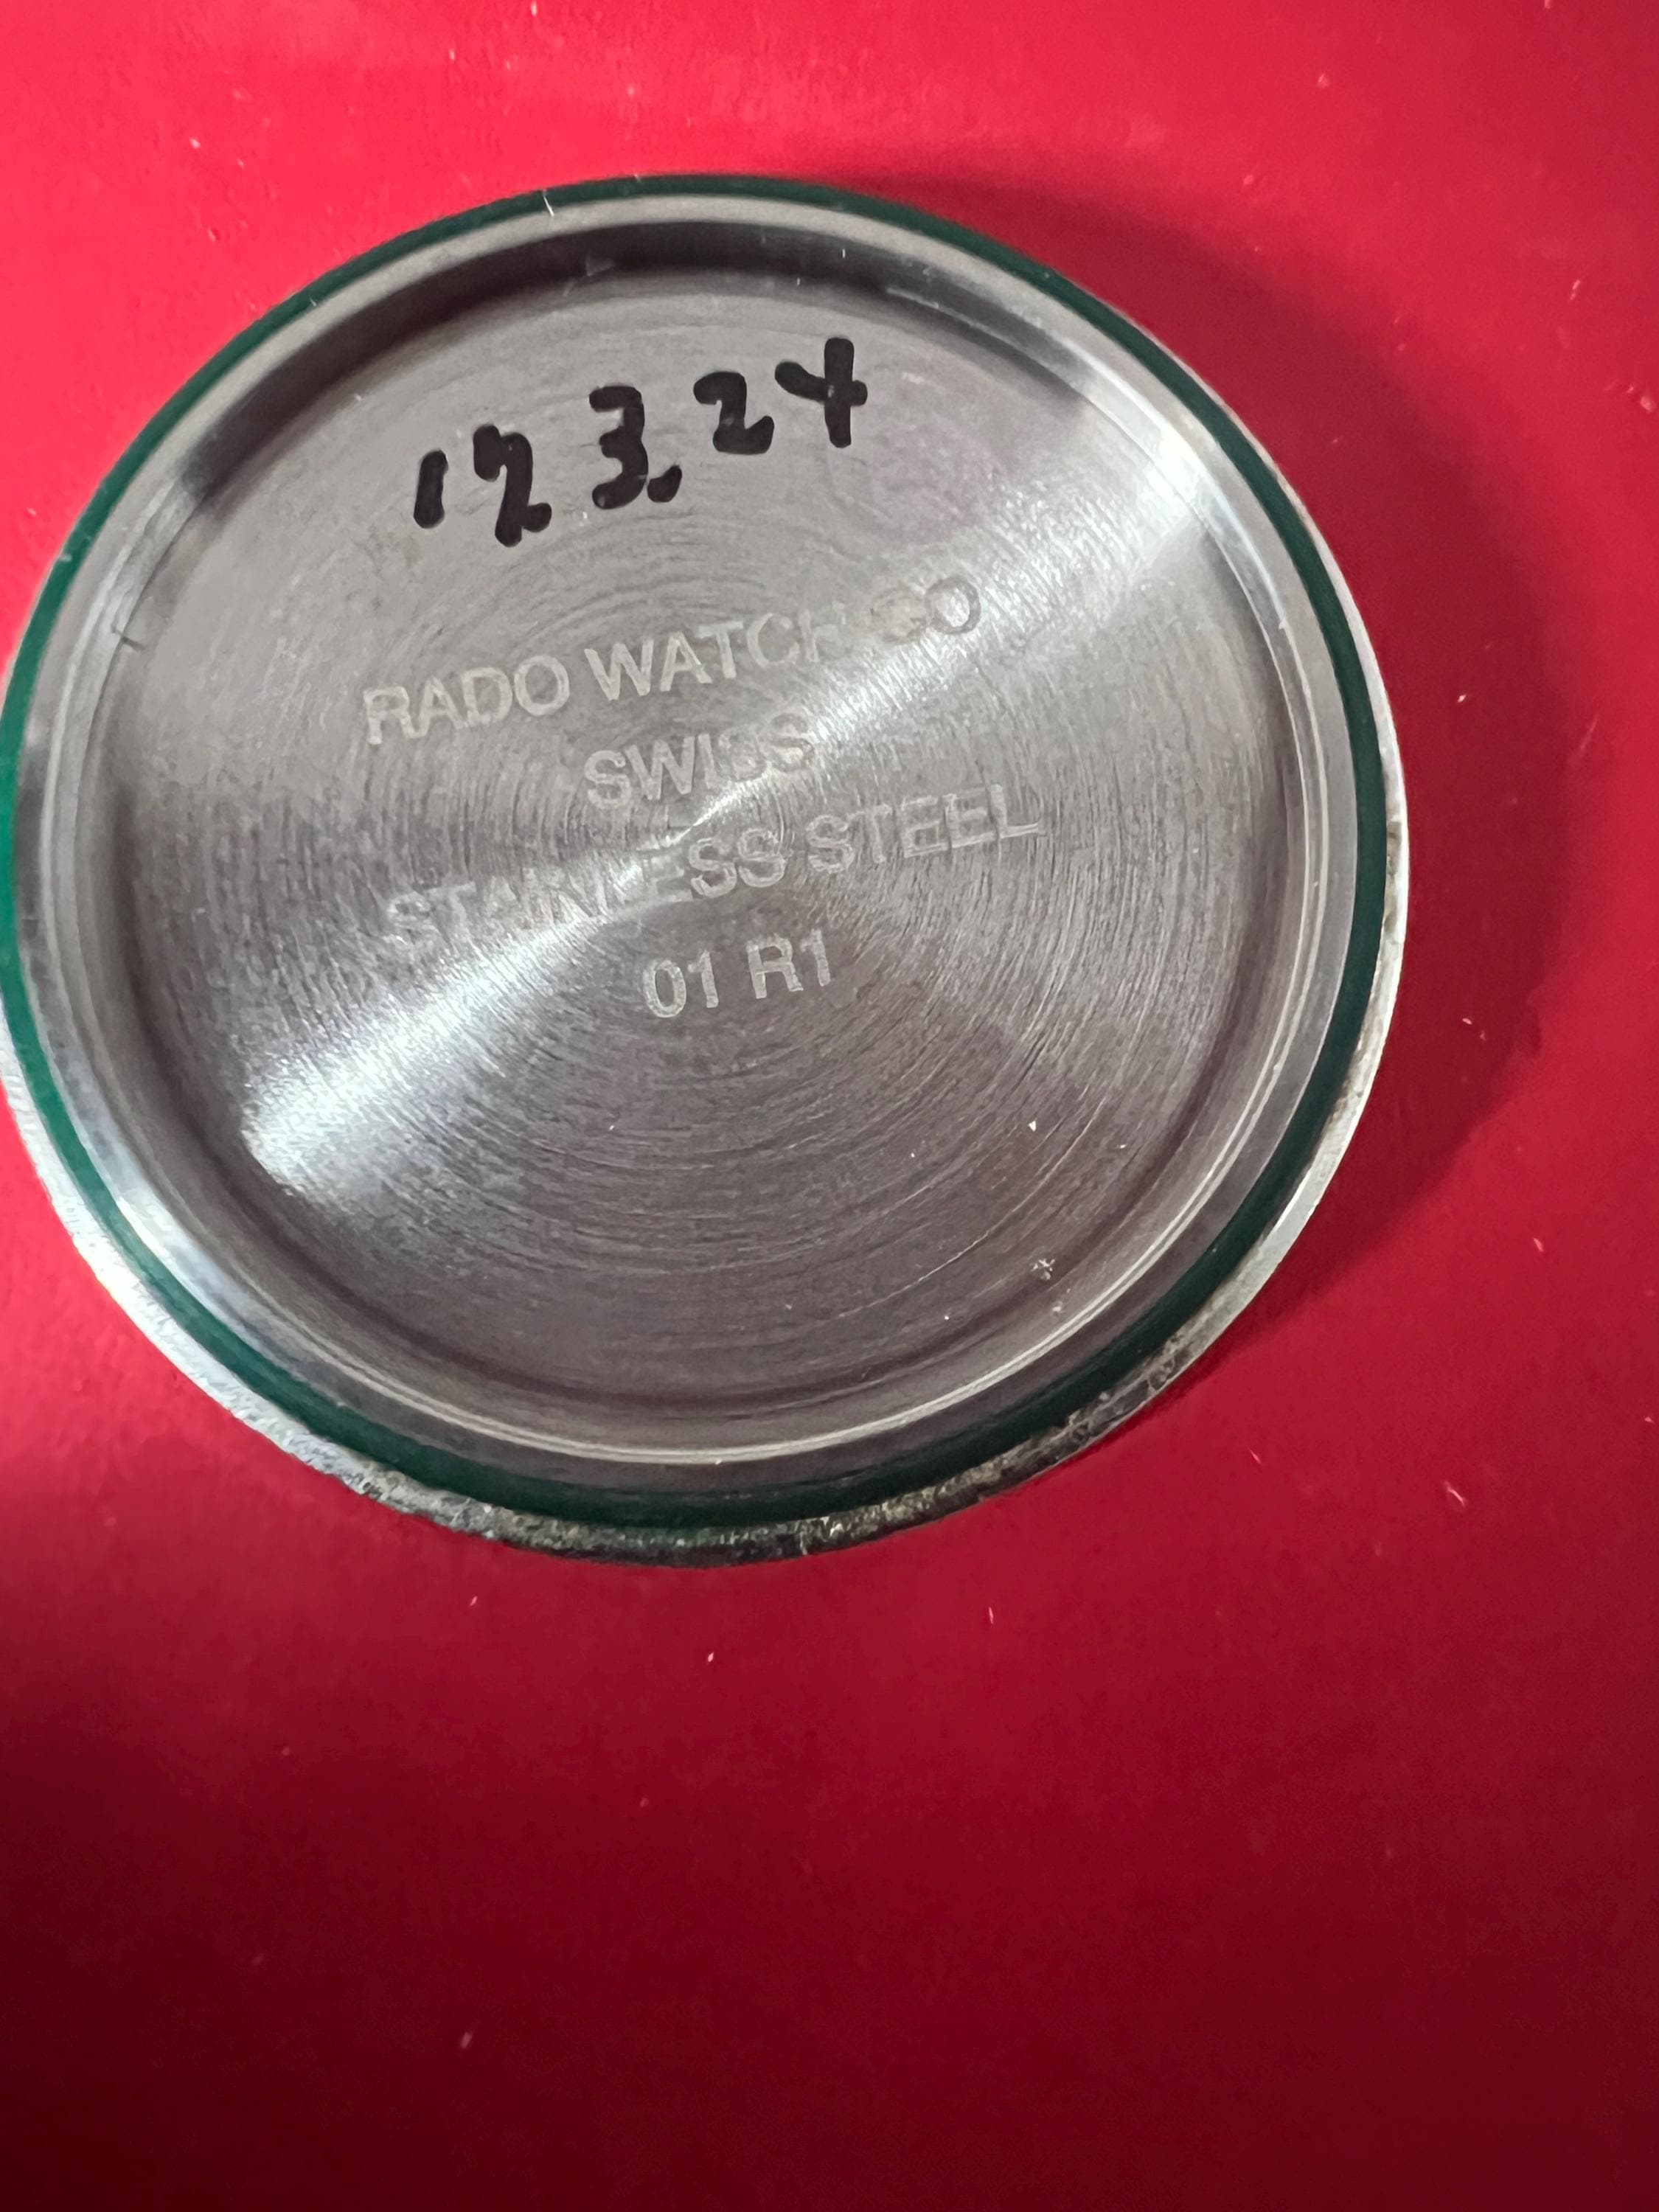 12 3.24
RADO WATCH CO
SWISS
STAINLESS STEEL
01 R1